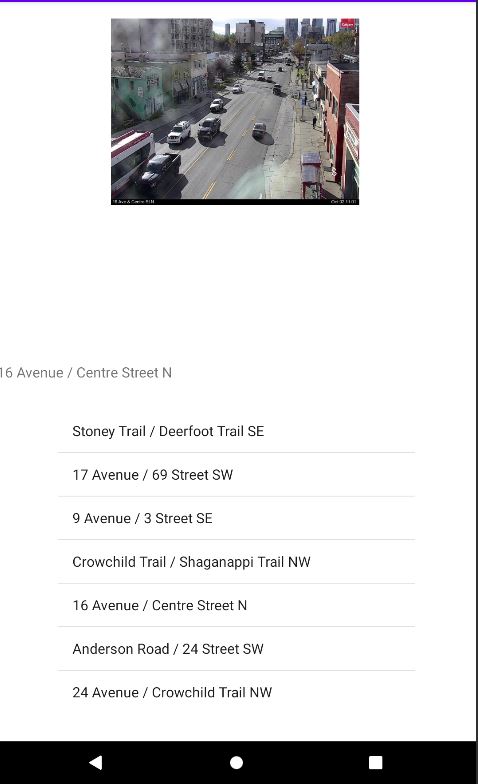 16 Avenue / Centre Street N
Stoney Trail / Deerfoot Trail SE
17 Avenue / 69 Street SW
9 Avenue / 3 Street SE
Crowchild Trail / Shaganappi Trail NW
16 Avenue / Centre Street N
Anderson Road / 24 Street SW
24 Avenue / Crowchild Trail NW